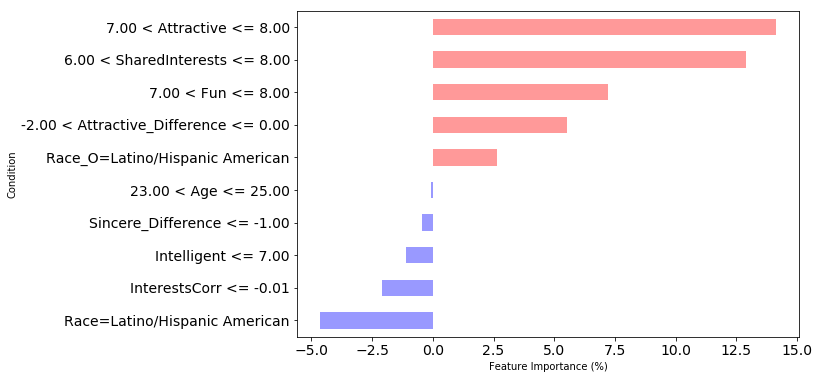 7.00 < Attractive <= 8.00
6.00 < SharedInterests <= 8.00
7.00 < Fun <= 8.00
-2.00 < Attractive_Difference <= 0.00
Race_O=Latino/Hispanic American
23.00 < Age <= 25.00
Sincere_Difference <= -1.00
Intelligent <= 7.00
InterestsCorr <= -0.01
Race=Latino/Hispanic American
Condition
−5.0 −2.5 0.0 2.5 5.0 7.5 10.0 12.5 15.0
Feature Importance (%)